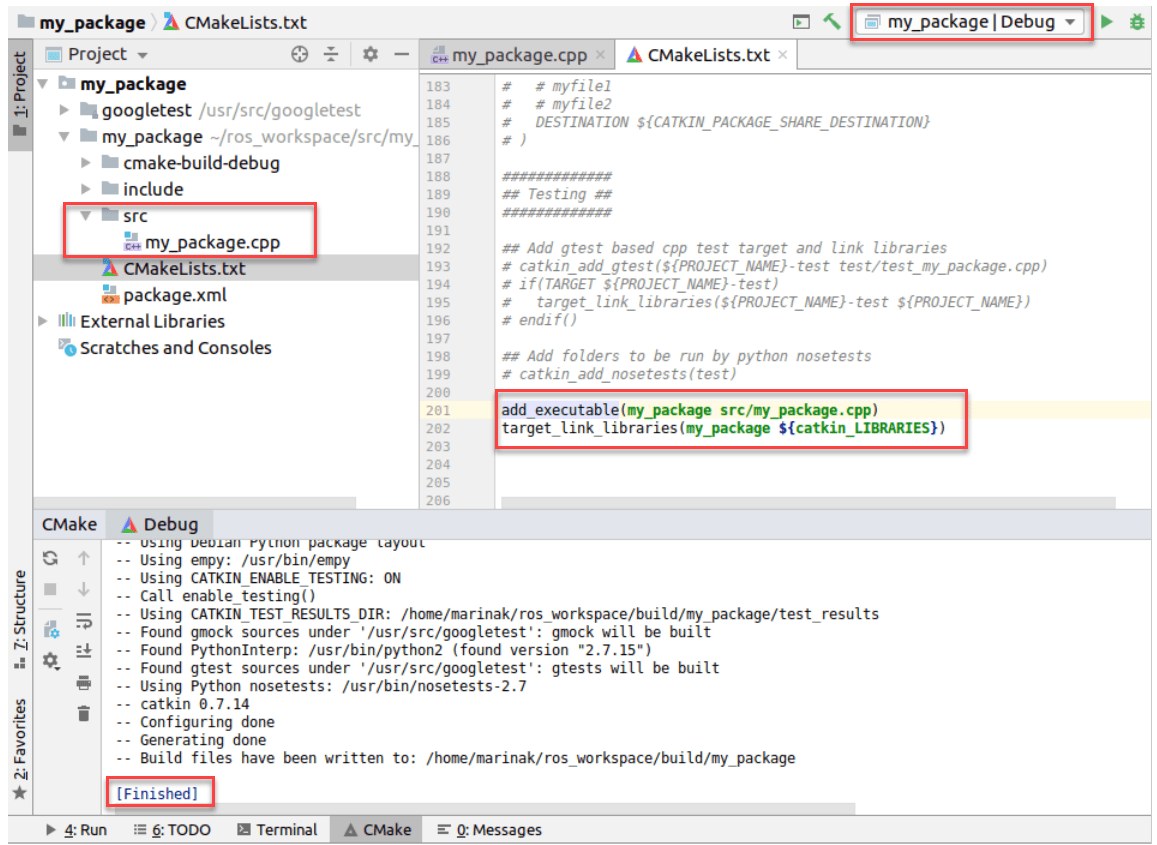 my_package
CMakeLists.txt
my_package | Debug
1: Project
Project
my_package.cpp
CMakeLists.txt
my_package
googletest /usr/src/googletest
my_package ~/ros_workspace/src/my_
cmake-build-debug
include
src
my_package.cpp
CMakeLists.txt
package.xml
External Libraries
Scratches and Consoles
183 #   # myfile1
184 #   # myfile2
185 #   DESTINATION ${CATKIN_PACKAGE_SHARE_DESTINATION}
186 # )
187
188 #############
189 ## Testing ##
190 #############
191
192 ## Add gtest based cpp test target and link libraries
193 # catkin_add_gtest(${PROJECT_NAME}-test test/test_my_package.cpp)
194 # if(TARGET ${PROJECT_NAME}-test)
195 #   target_link_libraries(${PROJECT_NAME}-test ${PROJECT_NAME})
196 # endif()
197
198 ## Add folders to be run by python nosetests
199 # catkin_add_nosetests(test)
200
201 add_executable(my_package src/my_package.cpp)
202 target_link_libraries(my_package ${catkin_LIBRARIES})
203
204
205
206
CMake
Debug
-- Using Debian Python package layout
-- Using empy: /usr/bin/empy
-- Using CATKIN_ENABLE_TESTING: ON
-- Call enable_testing()
-- Using CATKIN_TEST_RESULTS_DIR: /home/marinak/ros_workspace/build/my_package/test_results
-- Found gmock sources under '/usr/src/googletest': gmock will be built
-- Found PythonInterp: /usr/bin/python2 (found version "2.7.15")
-- Found gtest sources under '/usr/src/googletest': gtests will be built
-- Using Python nosetests: /usr/bin/nosetests-2.7
-- catkin 0.7.14
-- Configuring done
-- Generating done
-- Build files have been written to: /home/marinak/ros_workspace/build/my_package
[Finished]
7: Structure
2: Favorites
4: Run
6: TODO
Terminal
CMake
0: Messages